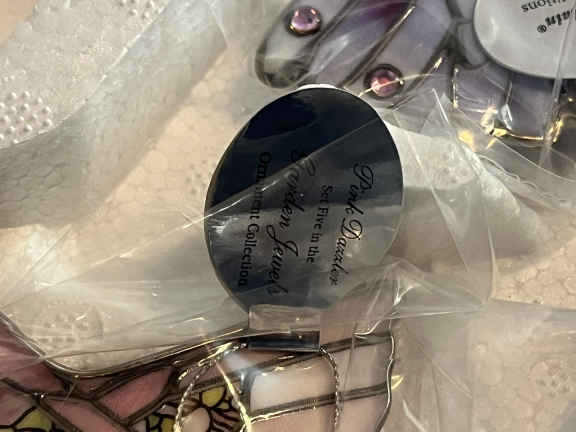 Pink Dazzler
Set Five in the
Garden Jewels
Ornament Collection